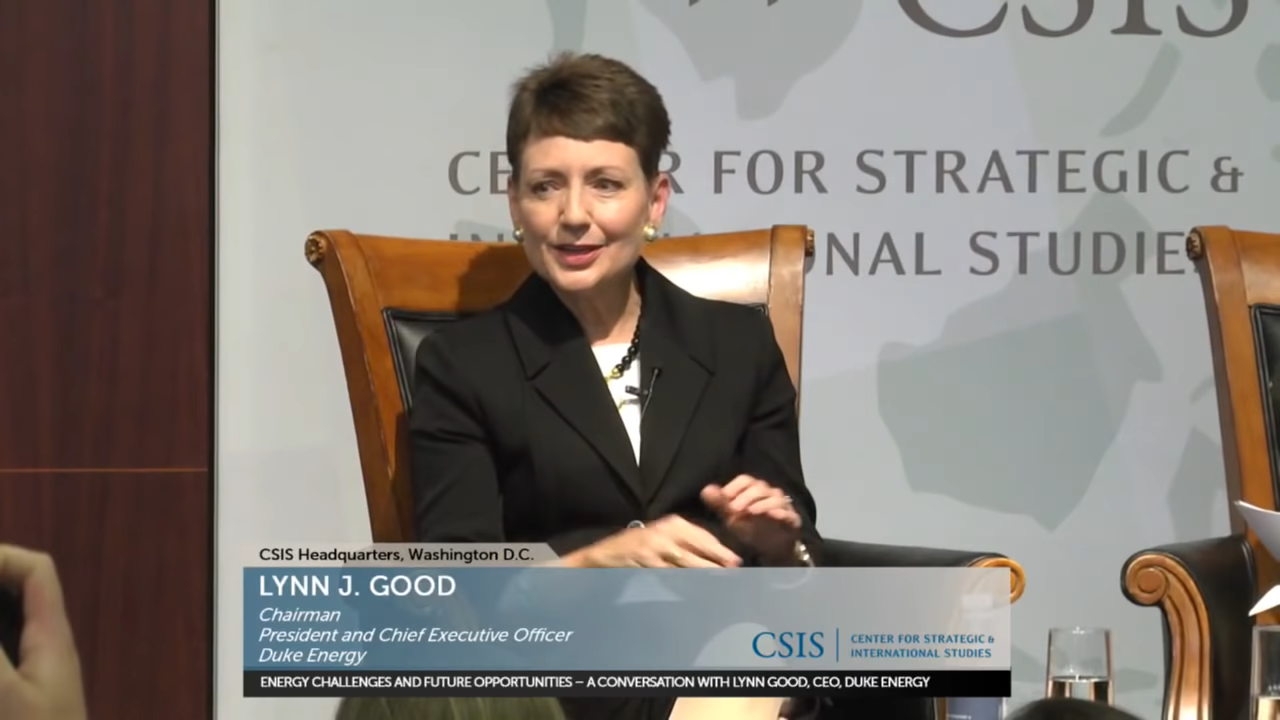 CSIS
CENTER FOR STRATEGIC &
NAL STUDIES
CSIS Headquarters, Washington D.C.
LYNN J. GOOD
Chairman
President and Chief Executive Officer
Duke Energy
CSIS
CENTER FOR STRATEGIC &
INTERNATIONAL STUDIES
ENERGY CHALLENGES AND FUTURE OPPORTUNITIES – A CONVERSATION WITH LYNN GOOD, CEO, DUKE ENERGY